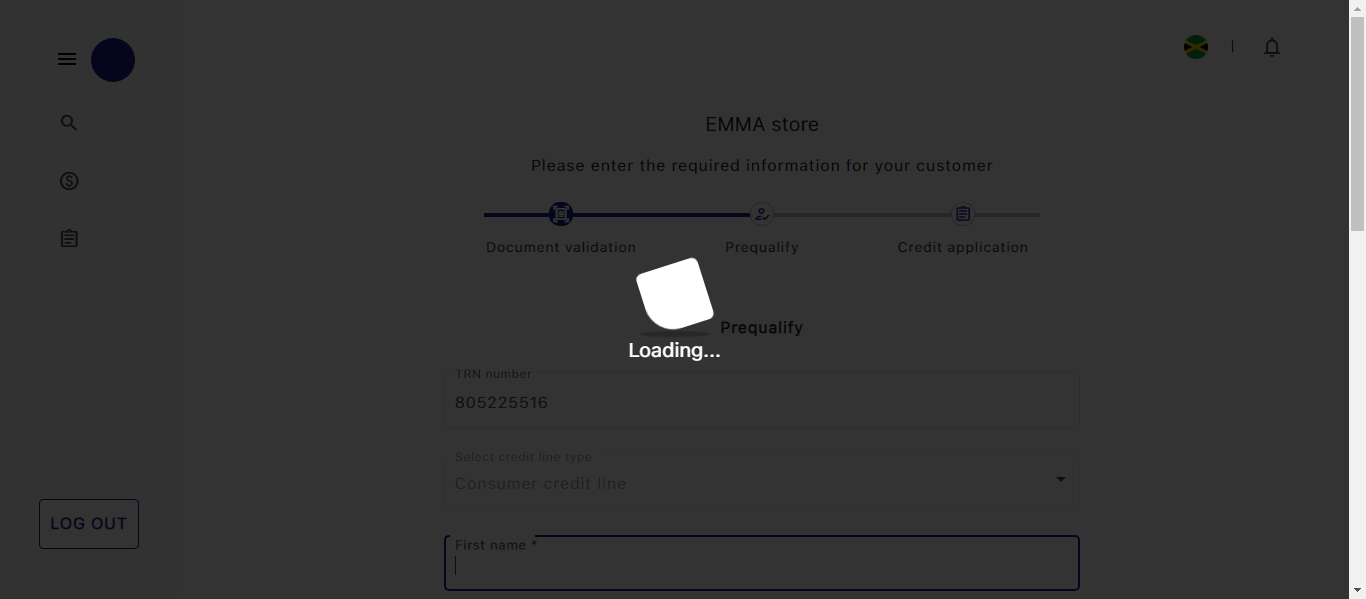 EMMA store
Please enter the required information for your customer
Document validation
Prequalify
Credit application
Prequalify
Loading...
TRN number
805225516
Select credit line type
Consumer credit line
First name *
LOG OUT